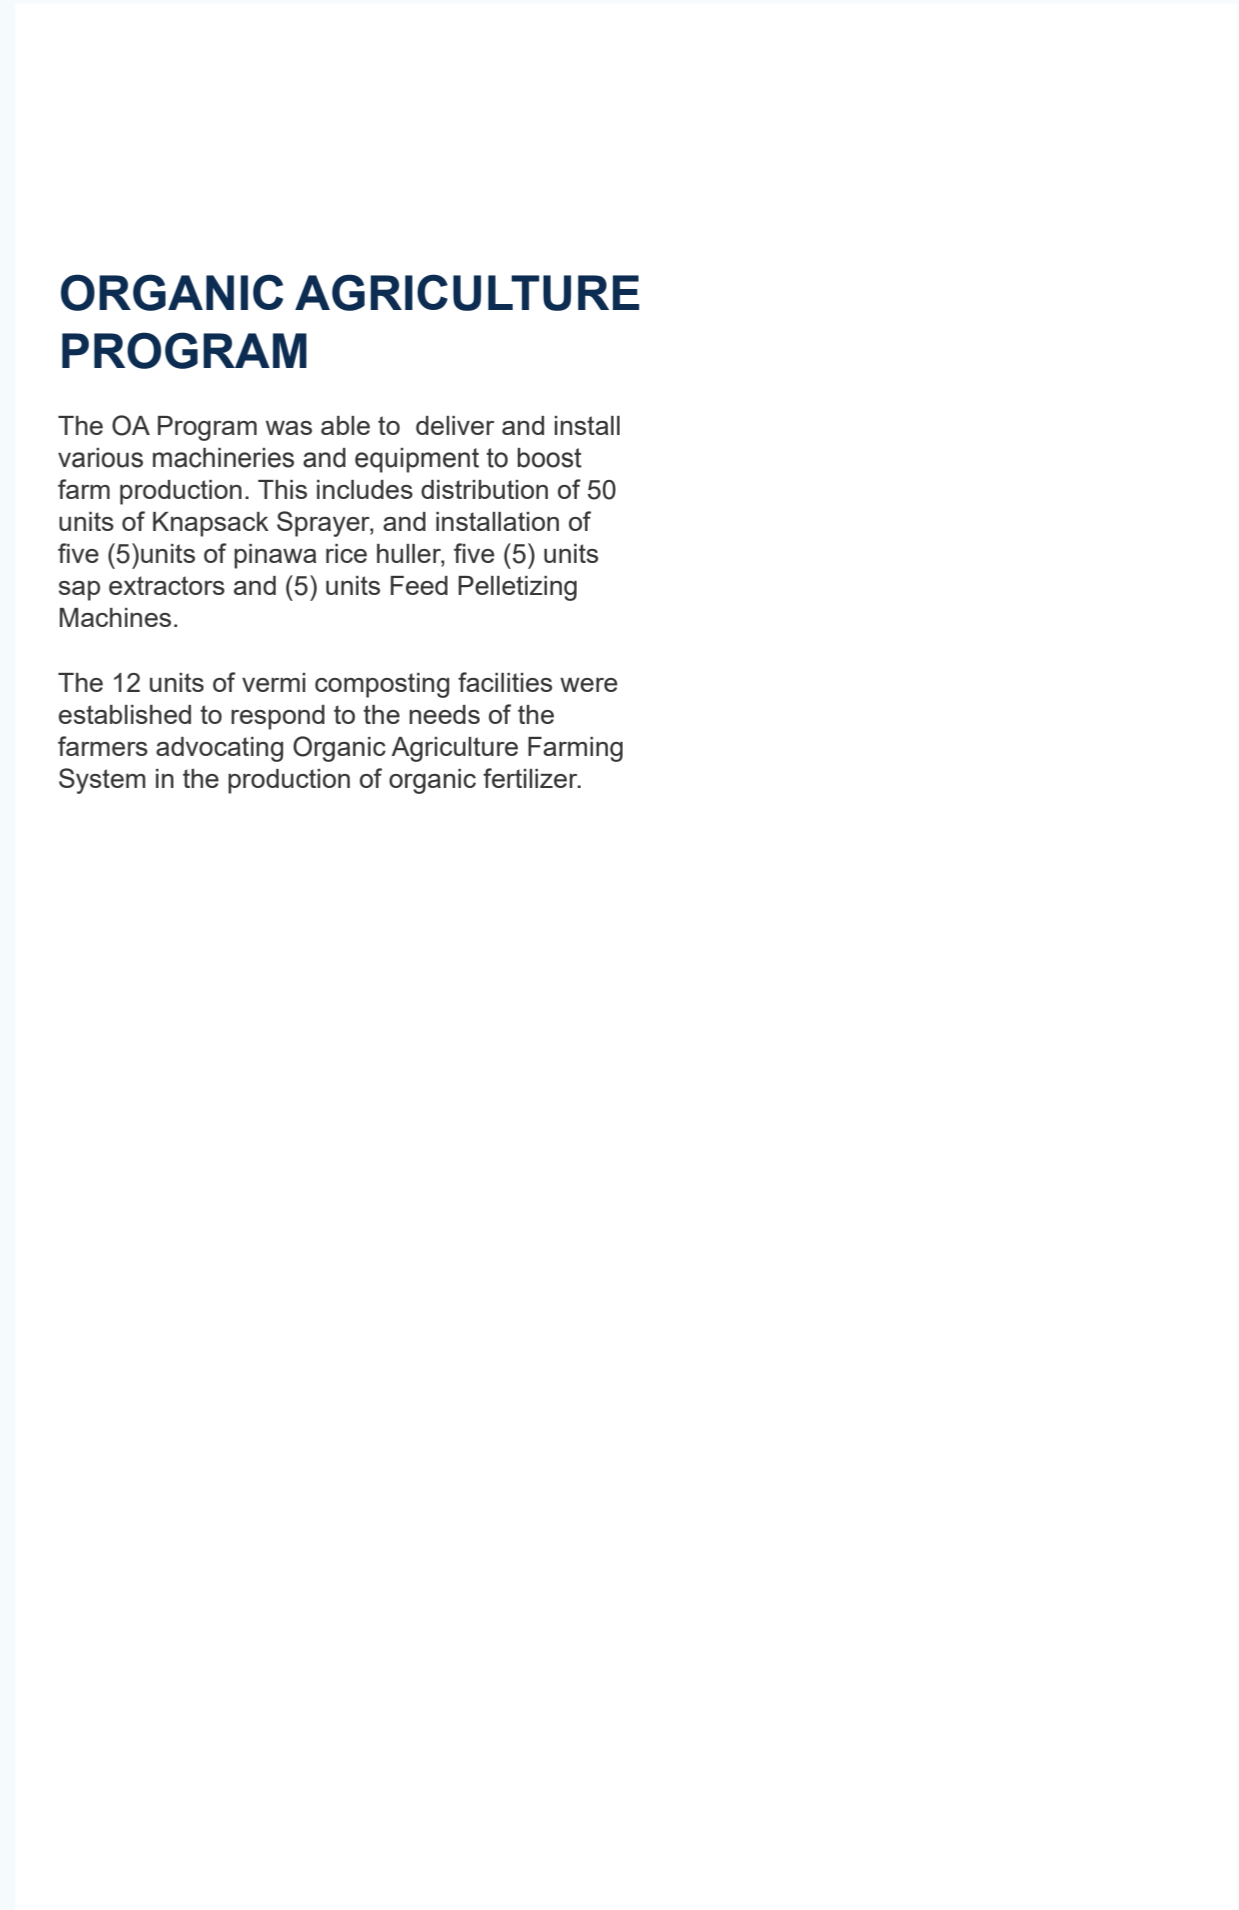 ORGANIC AGRICULTURE
PROGRAM
The OA Program was able to  deliver and install
various machineries and equipment to boost
farm production. This includes distribution of 50
units of Knapsack Sprayer, and installation of
five (5)units of pinawa rice huller, five (5) units
sap extractors and (5) units Feed Pelletizing
Machines.
The 12 units of vermi composting facilities were
established to respond to the needs of the
farmers advocating Organic Agriculture Farming
System in the production of organic fertilizer.